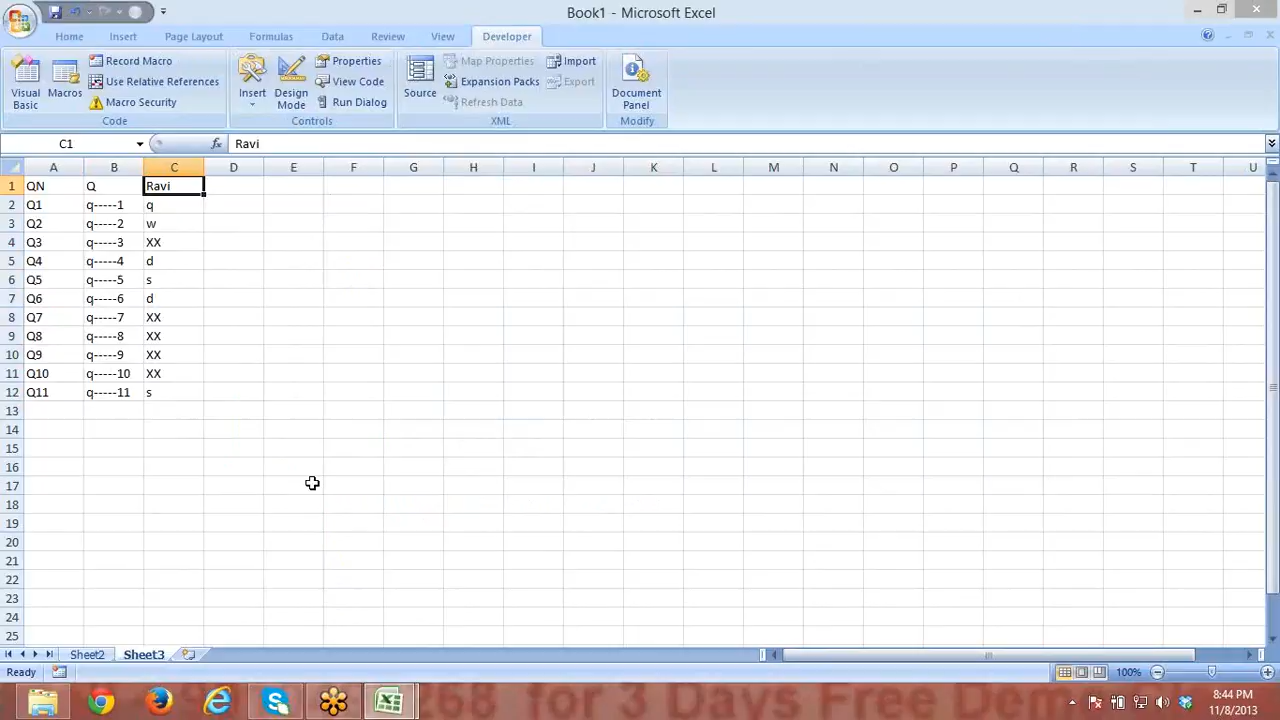 Book1 - Microsoft Excel
Home Insert Page Layout Formulas Data Review View Developer
Visual Basic
Macros
Record Macro
Use Relative References
Macro Security
Code
Insert
Design Mode
Properties
View Code
Run Dialog
Controls
Source
Map Properties
Expansion Packs
Refresh Data
Import
Export
XML
Document Panel
Modify
C1 fx Ravi
A B C D E F G H I J K L M N O P Q R S T U
1 QN Q Ravi
2 Q1 q-----1 q
3 Q2 q-----2 w
4 Q3 q-----3 XX
5 Q4 q-----4 d
6 Q5 q-----5 s
7 Q6 q-----6 d
8 Q7 q-----7 XX
9 Q8 q-----8 XX
10 Q9 q-----9 XX
11 Q10 q-----10 XX
12 Q11 q-----11 s
13
14
15
16
17
18
19
20
21
22
23
24
25
Sheet2 Sheet3
Ready 100%
for 3 Days Free
8:44 PM
11/8/2013